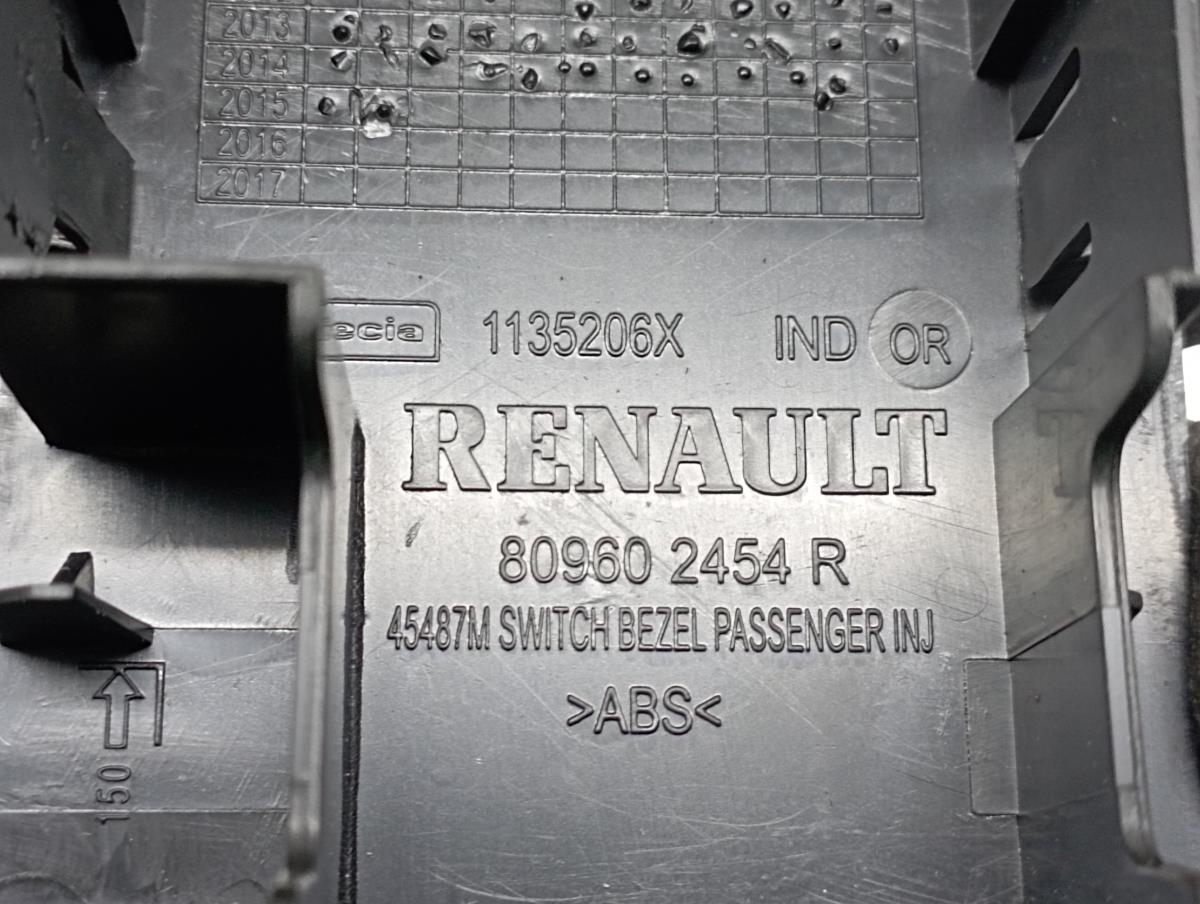 2013
2014
2015
2016
2017
ecia 1135206X IND OR
RENAULT
80960 2454 R
45487M SWITCH BEZEL PASSENGER INJ
>ABS<
150